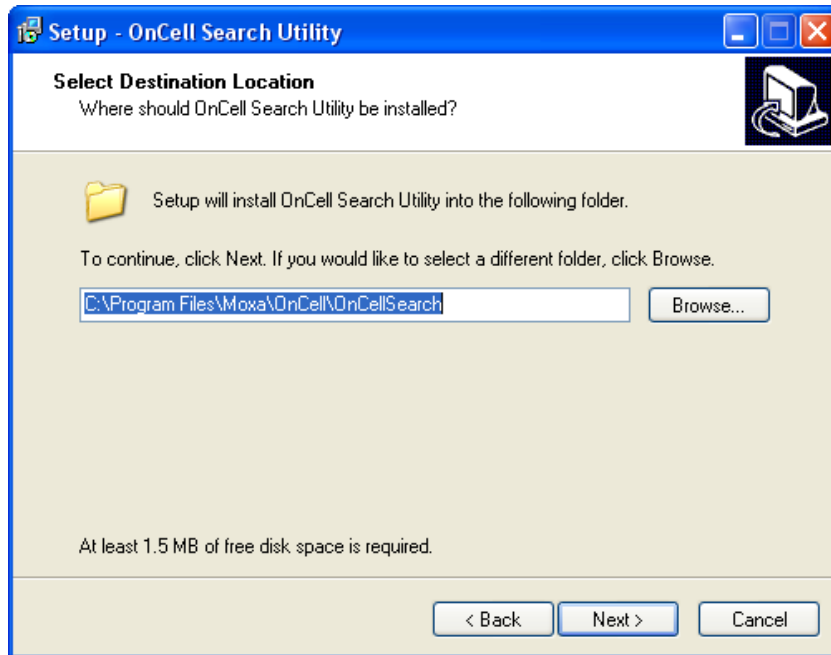 Setup - OnCell Search Utility
Select Destination Location
Where should OnCell Search Utility be installed?
Setup will install OnCell Search Utility into the following folder.
To continue, click Next. If you would like to select a different folder, click Browse.
C:\Program Files\Moxa\OnCell\OnCellSearch
Browse...
At least 1.5 MB of free disk space is required.
< Back Next > Cancel